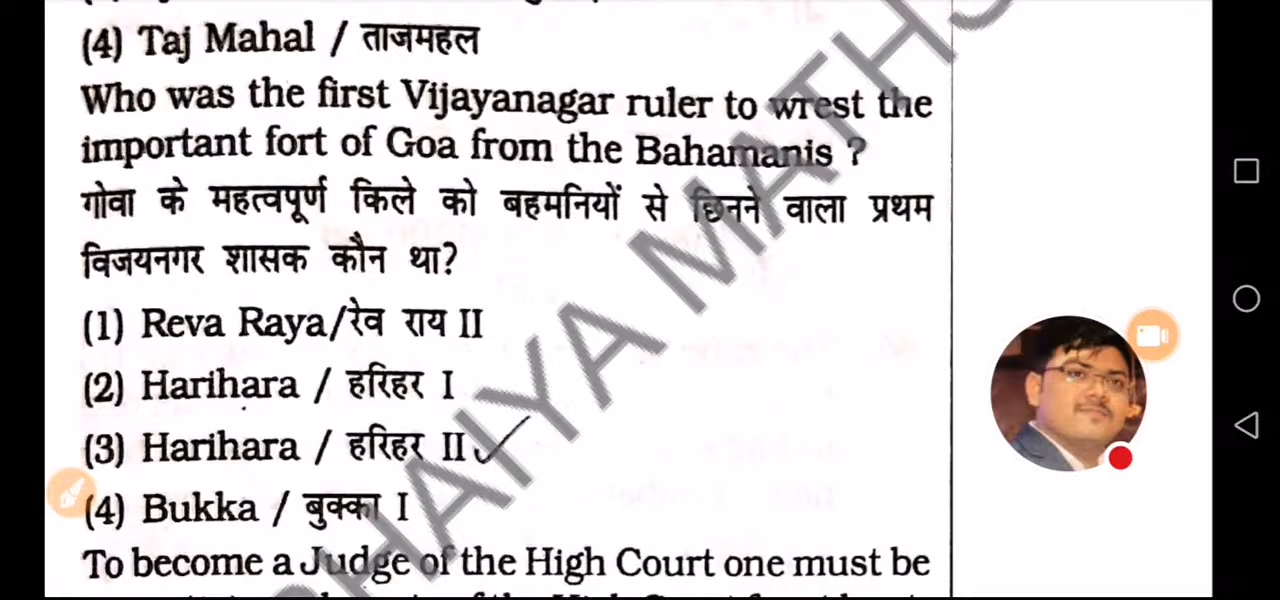 (4) Taj Mahal / ताजमहल
Who was the first Vijayanagar ruler to wrest the
important fort of Goa from the Bahamanis ?
गोवा के महत्वपूर्ण किले को बहमनियों से छिनने वाला प्रथम
विजयनगर शासक कौन था?
(1) Reva Raya/रेव राय II
(2) Harihara / हरिहर I
(3) Harihara / हरिहर II
(4) Bukka / बुक्का I
To become a Judge of the High Court one must be
BHAIYA MATHS